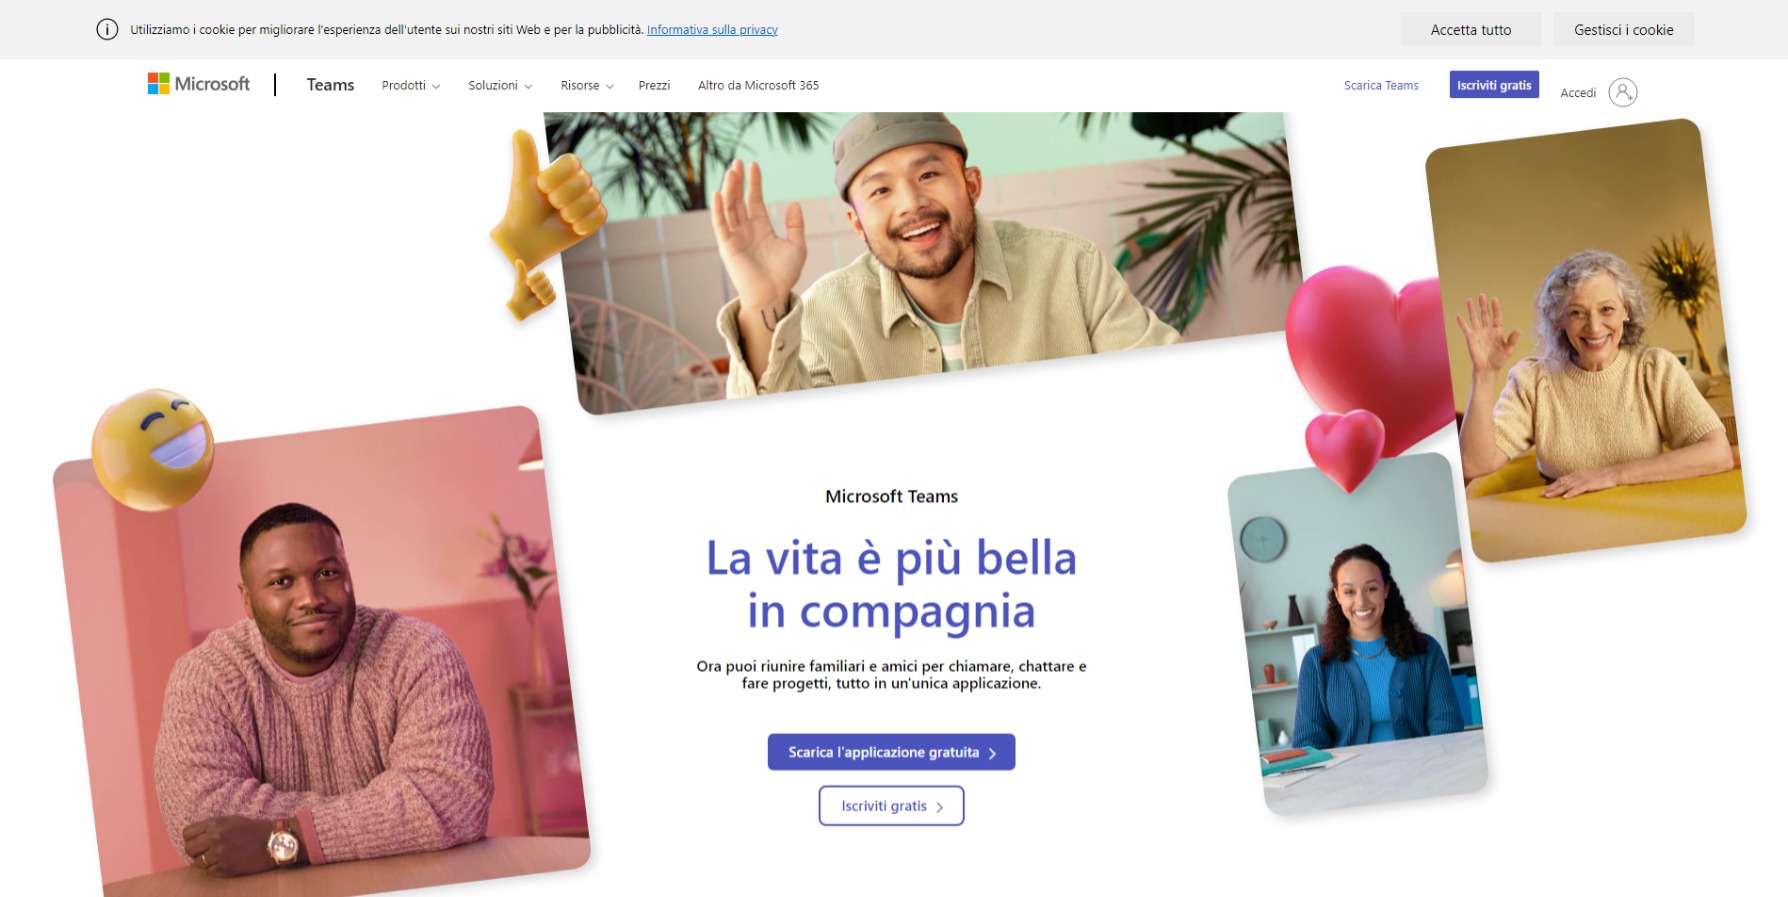 Utilizziamo i cookie per migliorare l'esperienza dell'utente sui nostri siti Web e per la pubblicità. Informativa sulla privacy
Accetta tutto
Gestisci i cookie
Microsoft
Teams
Prodotti
Soluzioni
Risorse
Prezzi
Altro da Microsoft 365
Scarica Teams
Iscriviti gratis
Accedi
Microsoft Teams
La vita è più bella
in compagnia
Ora puoi riunire familiari e amici per chiamare, chattare e
fare progetti, tutto in un'unica applicazione.
Scarica l'applicazione gratuita
Iscriviti gratis